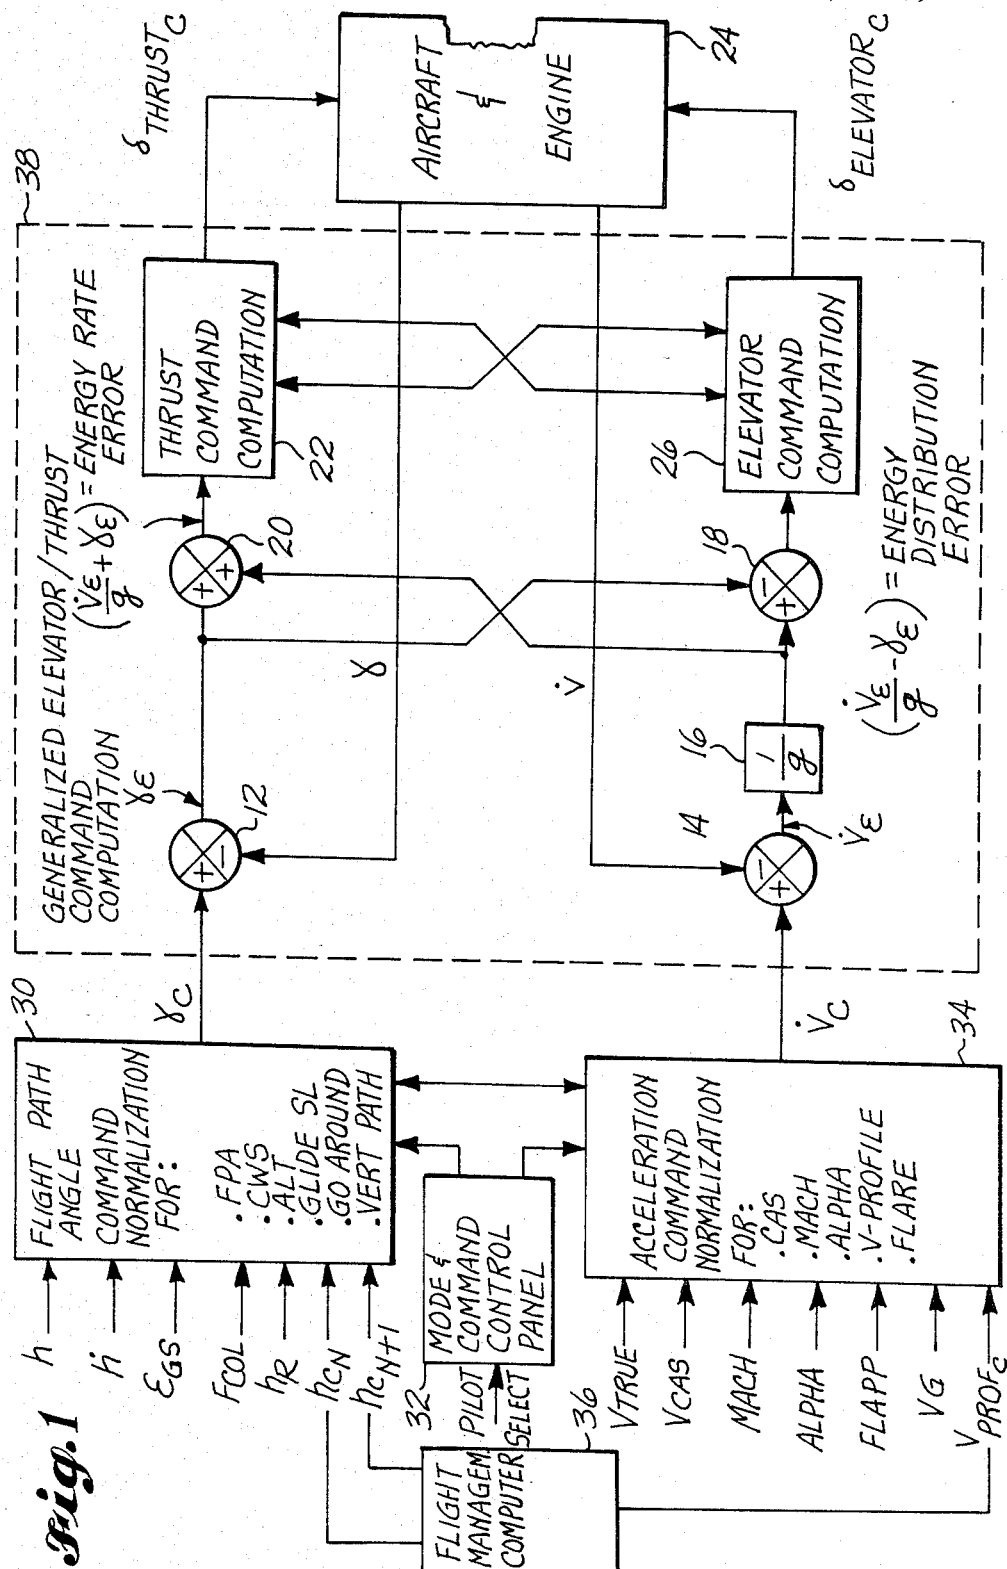 Fig.1
h
ḣ
εGS
FCOL
hR
hCN
hCN+1
30
FLIGHT PATH
ANGLE
COMMAND
NORMALIZATION
FOR:
.FPA
.CWS
.ALT
.GLIDE SL
.GO AROUND
.VERT PATH
γC
FLIGHT
MANAGEM.
COMPUTER
36
PILOT
SELECT
32
MODE &
COMMAND
CONTROL
PANEL
VTRUE
VCAS
MACH
ALPHA
FLAPP
VG
VPROFC
34
ACCELERATION
COMMAND
NORMALIZATION
FOR:
.CAS
.MACH
.ALPHA
.V-PROFILE
.FLARE
V̇C
38
GENERALIZED ELEVATOR/THRUST
COMMAND
COMPUTATION
γε
+
−
12
(V̇ε/g + γε) = ENERGY RATE
ERROR
+
+
20
THRUST
COMMAND
COMPUTATION
22
γ
V̇
+
−
14
V̇ε
16
1/g
+
−
18
(V̇ε/g - γε) = ENERGY
DISTRIBUTION
ERROR
26
ELEVATOR
COMMAND
COMPUTATION
δTHRUSTC
AIRCRAFT
&
ENGINE
24
δELEVATORC